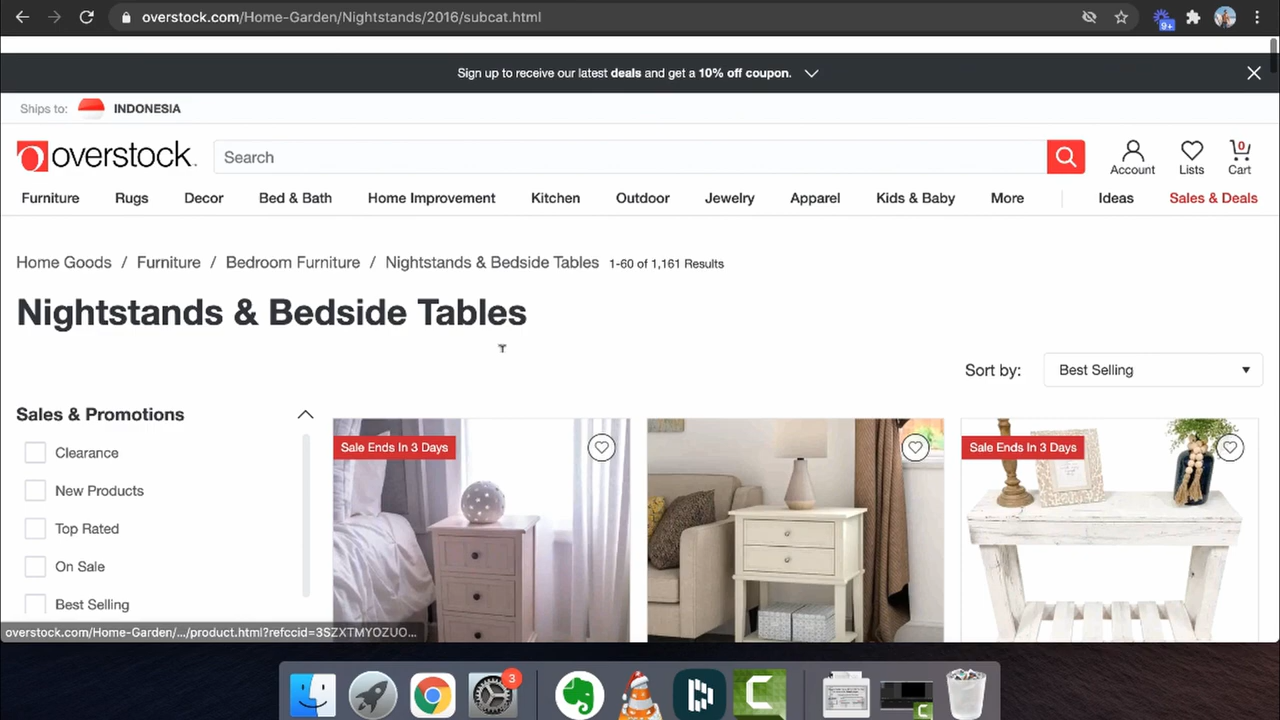 overstock.com/Home-Garden/Nightstands/2016/subcat.html
9+
Sign up to receive our latest deals and get a 10% off coupon.
Ships to: INDONESIA
overstock.
Search
0
Account Lists Cart
Furniture Rugs Decor Bed & Bath Home Improvement Kitchen Outdoor Jewelry Apparel Kids & Baby More Ideas Sales & Deals
Home Goods / Furniture / Bedroom Furniture / Nightstands & Bedside Tables 1-60 of 1,161 Results
Nightstands & Bedside Tables
Sort by: Best Selling
Sales & Promotions
Clearance
New Products
Top Rated
On Sale
Best Selling
Sale Ends In 3 Days
Sale Ends In 3 Days
overstock.com/Home-Garden/.../product.html?refccid=3SZXTMYOZUO...
3